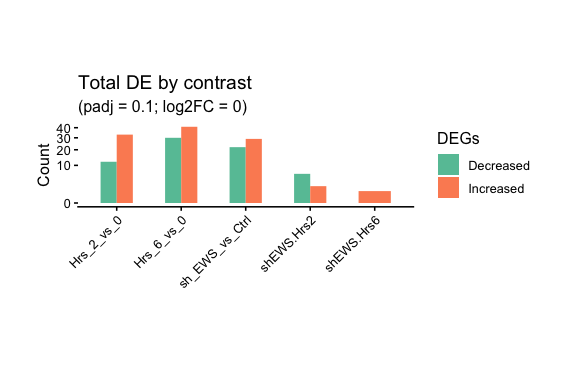 Total DE by contrast
(padj = 0.1; log2FC = 0)
Count
40
30
20
10
0
Hrs_2_vs_0
Hrs_6_vs_0
sh_EWS_vs_Ctrl
shEWS.Hrs2
shEWS.Hrs6
DEGs
Decreased
Increased